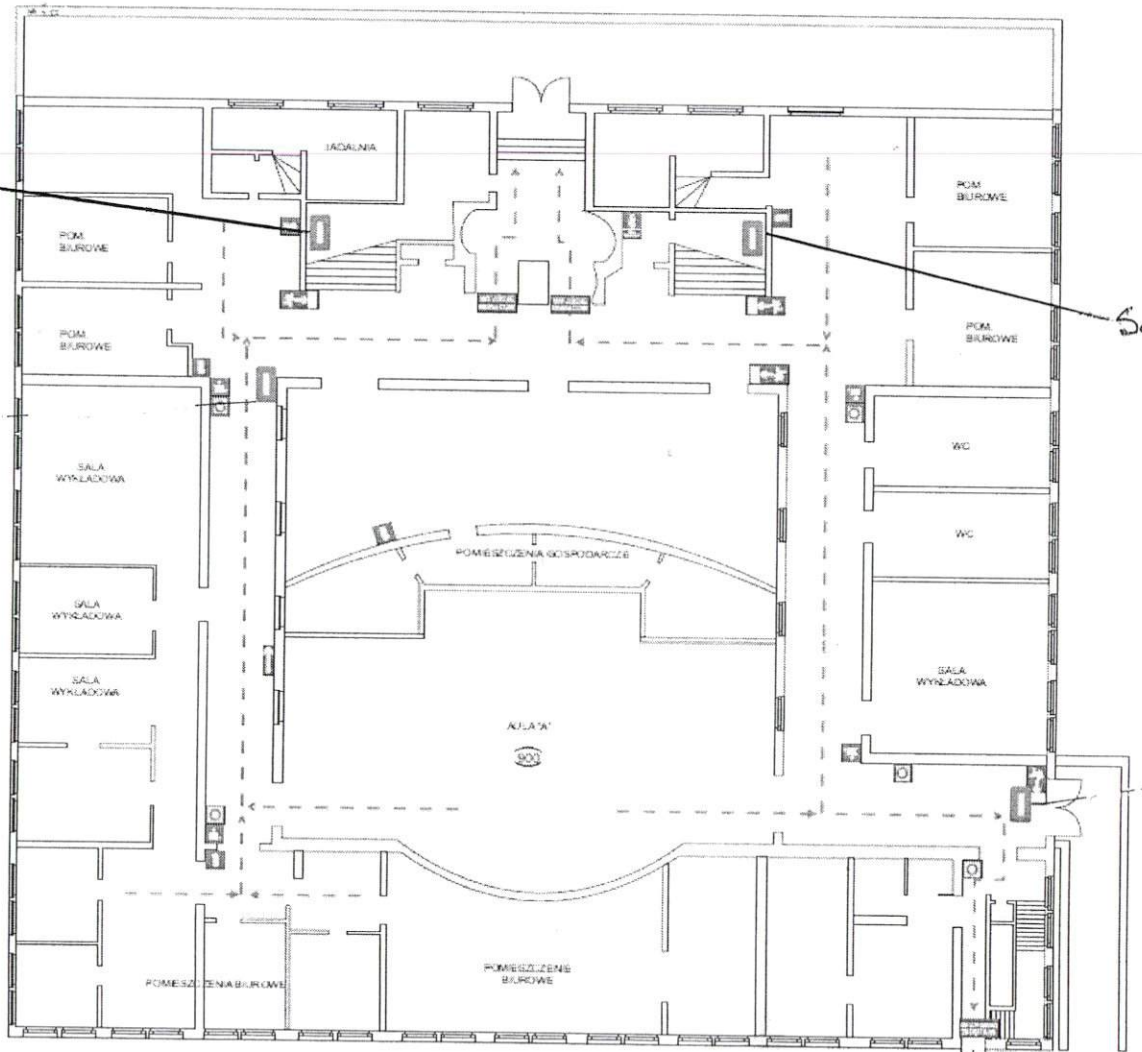 JADALNIA
POM.
BIUROWE
POM.
BIUROWE
POM.
BIUROWE
POM.
BIUROWE
SALA
WYKŁADOWA
WC
POMIESZCZENIA GOSPODARCZE
WC
SALA
WYKŁADOWA
SALA
WYKŁADOWA
SALA
WYKŁADOWA
AULA "A"
900
POMIESZCZENIA BIUROWE
POMIESZCZENIE
BIUROWE